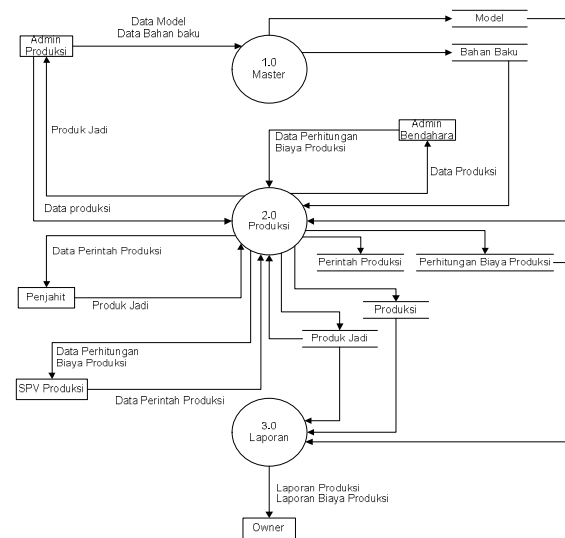 Data Model
Data Bahan baku
Model
Admin
Produksi
1.0
Master
Bahan Baku
Produk Jadi
Data Perhitungan
Biaya Produksi
Admin
Bendahara
Data Produksi
Data produksi
2.0
Produksi
Data Perintah Produksi
Perintah Produksi
Perhitungan Biaya Produksi
Penjahit
Produk Jadi
Produksi
Produk Jadi
Data Perhitungan
Biaya Produksi
SPV Produksi
Data Perintah Produksi
3.0
Laporan
Laporan Produksi
Laporan Biaya Produksi
Owner